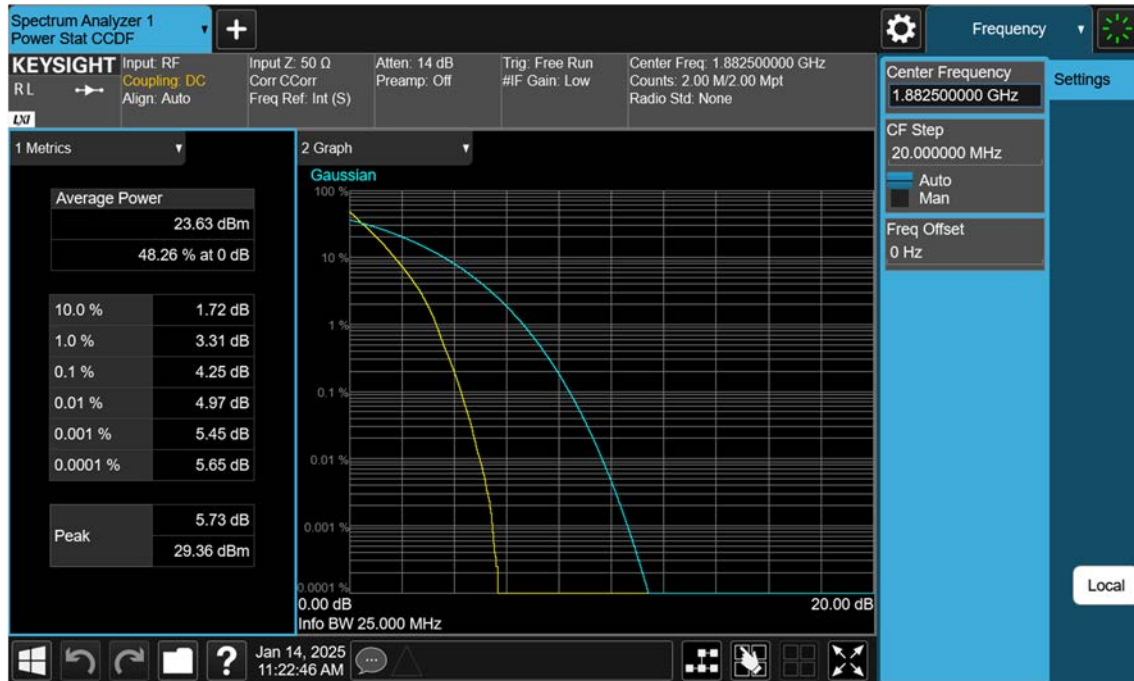 Spectrum Analyzer 1
Power Stat CCDF
Frequency
KEYSIGHT
RL
LXI
Input: RF
Coupling: DC
Align: Auto
Input Z: 50 Ω
Corr CCorr
Freq Ref: Int (S)
Atten: 14 dB
Preamp: Off
Trig: Free Run
#IF Gain: Low
Center Freq: 1.882500000 GHz
Counts: 2.00 M/2.00 Mpt
Radio Std: None
Center Frequency
1.882500000 GHz
Settings
CF Step
20.000000 MHz
Auto
Man
Freq Offset
0 Hz
1 Metrics
Average Power
23.63 dBm
48.26 % at 0 dB
10.0 % 1.72 dB
1.0 % 3.31 dB
0.1 % 4.25 dB
0.01 % 4.97 dB
0.001 % 5.45 dB
0.0001 % 5.65 dB
Peak
5.73 dB
29.36 dBm
2 Graph
Gaussian
100 %
10 %
1 %
0.1 %
0.01 %
0.001 %
0.0001 %
0.00 dB 20.00 dB
Info BW 25.000 MHz
Local
?
Jan 14, 2025
11:22:46 AM